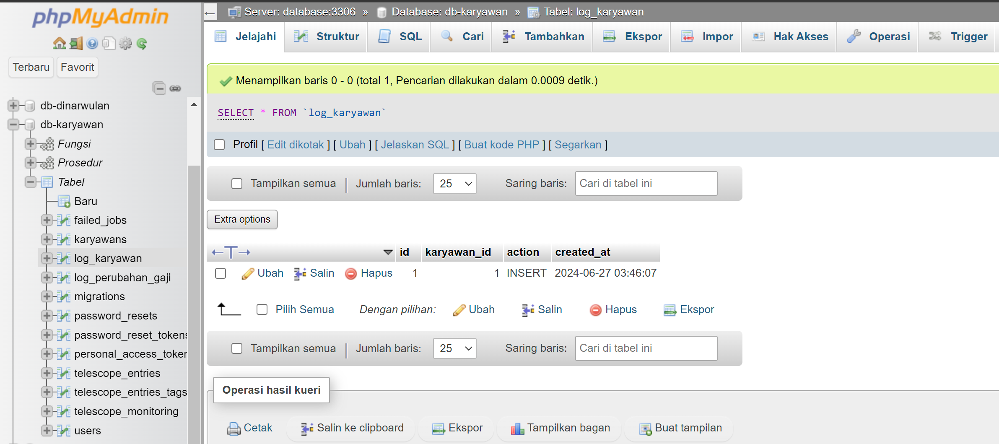 phpMyAdmin
Terbaru Favorit
db-dinarwulan
db-karyawan
Fungsi
Prosedur
Tabel
Baru
failed_jobs
karyawans
log_karyawan
log_perubahan_gaji
migrations
password_resets
password_reset_tokens
personal_access_token
telescope_entries
telescope_entries_tags
telescope_monitoring
users
← Server: database:3306 » Database: db-karyawan » Tabel: log_karyawan
Jelajahi Struktur SQL Cari Tambahkan Ekspor Impor Hak Akses Operasi Trigger
Menampilkan baris 0 - 0 (total 1, Pencarian dilakukan dalam 0.0009 detik.)
SELECT * FROM `log_karyawan`
Profil [ Edit dikotak ] [ Ubah ] [ Jelaskan SQL ] [ Buat kode PHP ] [ Segarkan ]
Tampilkan semua | Jumlah baris: 25 Saring baris: Cari di tabel ini
Extra options
←T→ id karyawan_id action created_at
Ubah Salin Hapus 1 1 INSERT 2024-06-27 03:46:07
Pilih Semua Dengan pilihan: Ubah Salin Hapus Ekspor
Tampilkan semua | Jumlah baris: 25 Saring baris: Cari di tabel ini
Operasi hasil kueri
Cetak Salin ke clipboard Ekspor Tampilkan bagan Buat tampilan